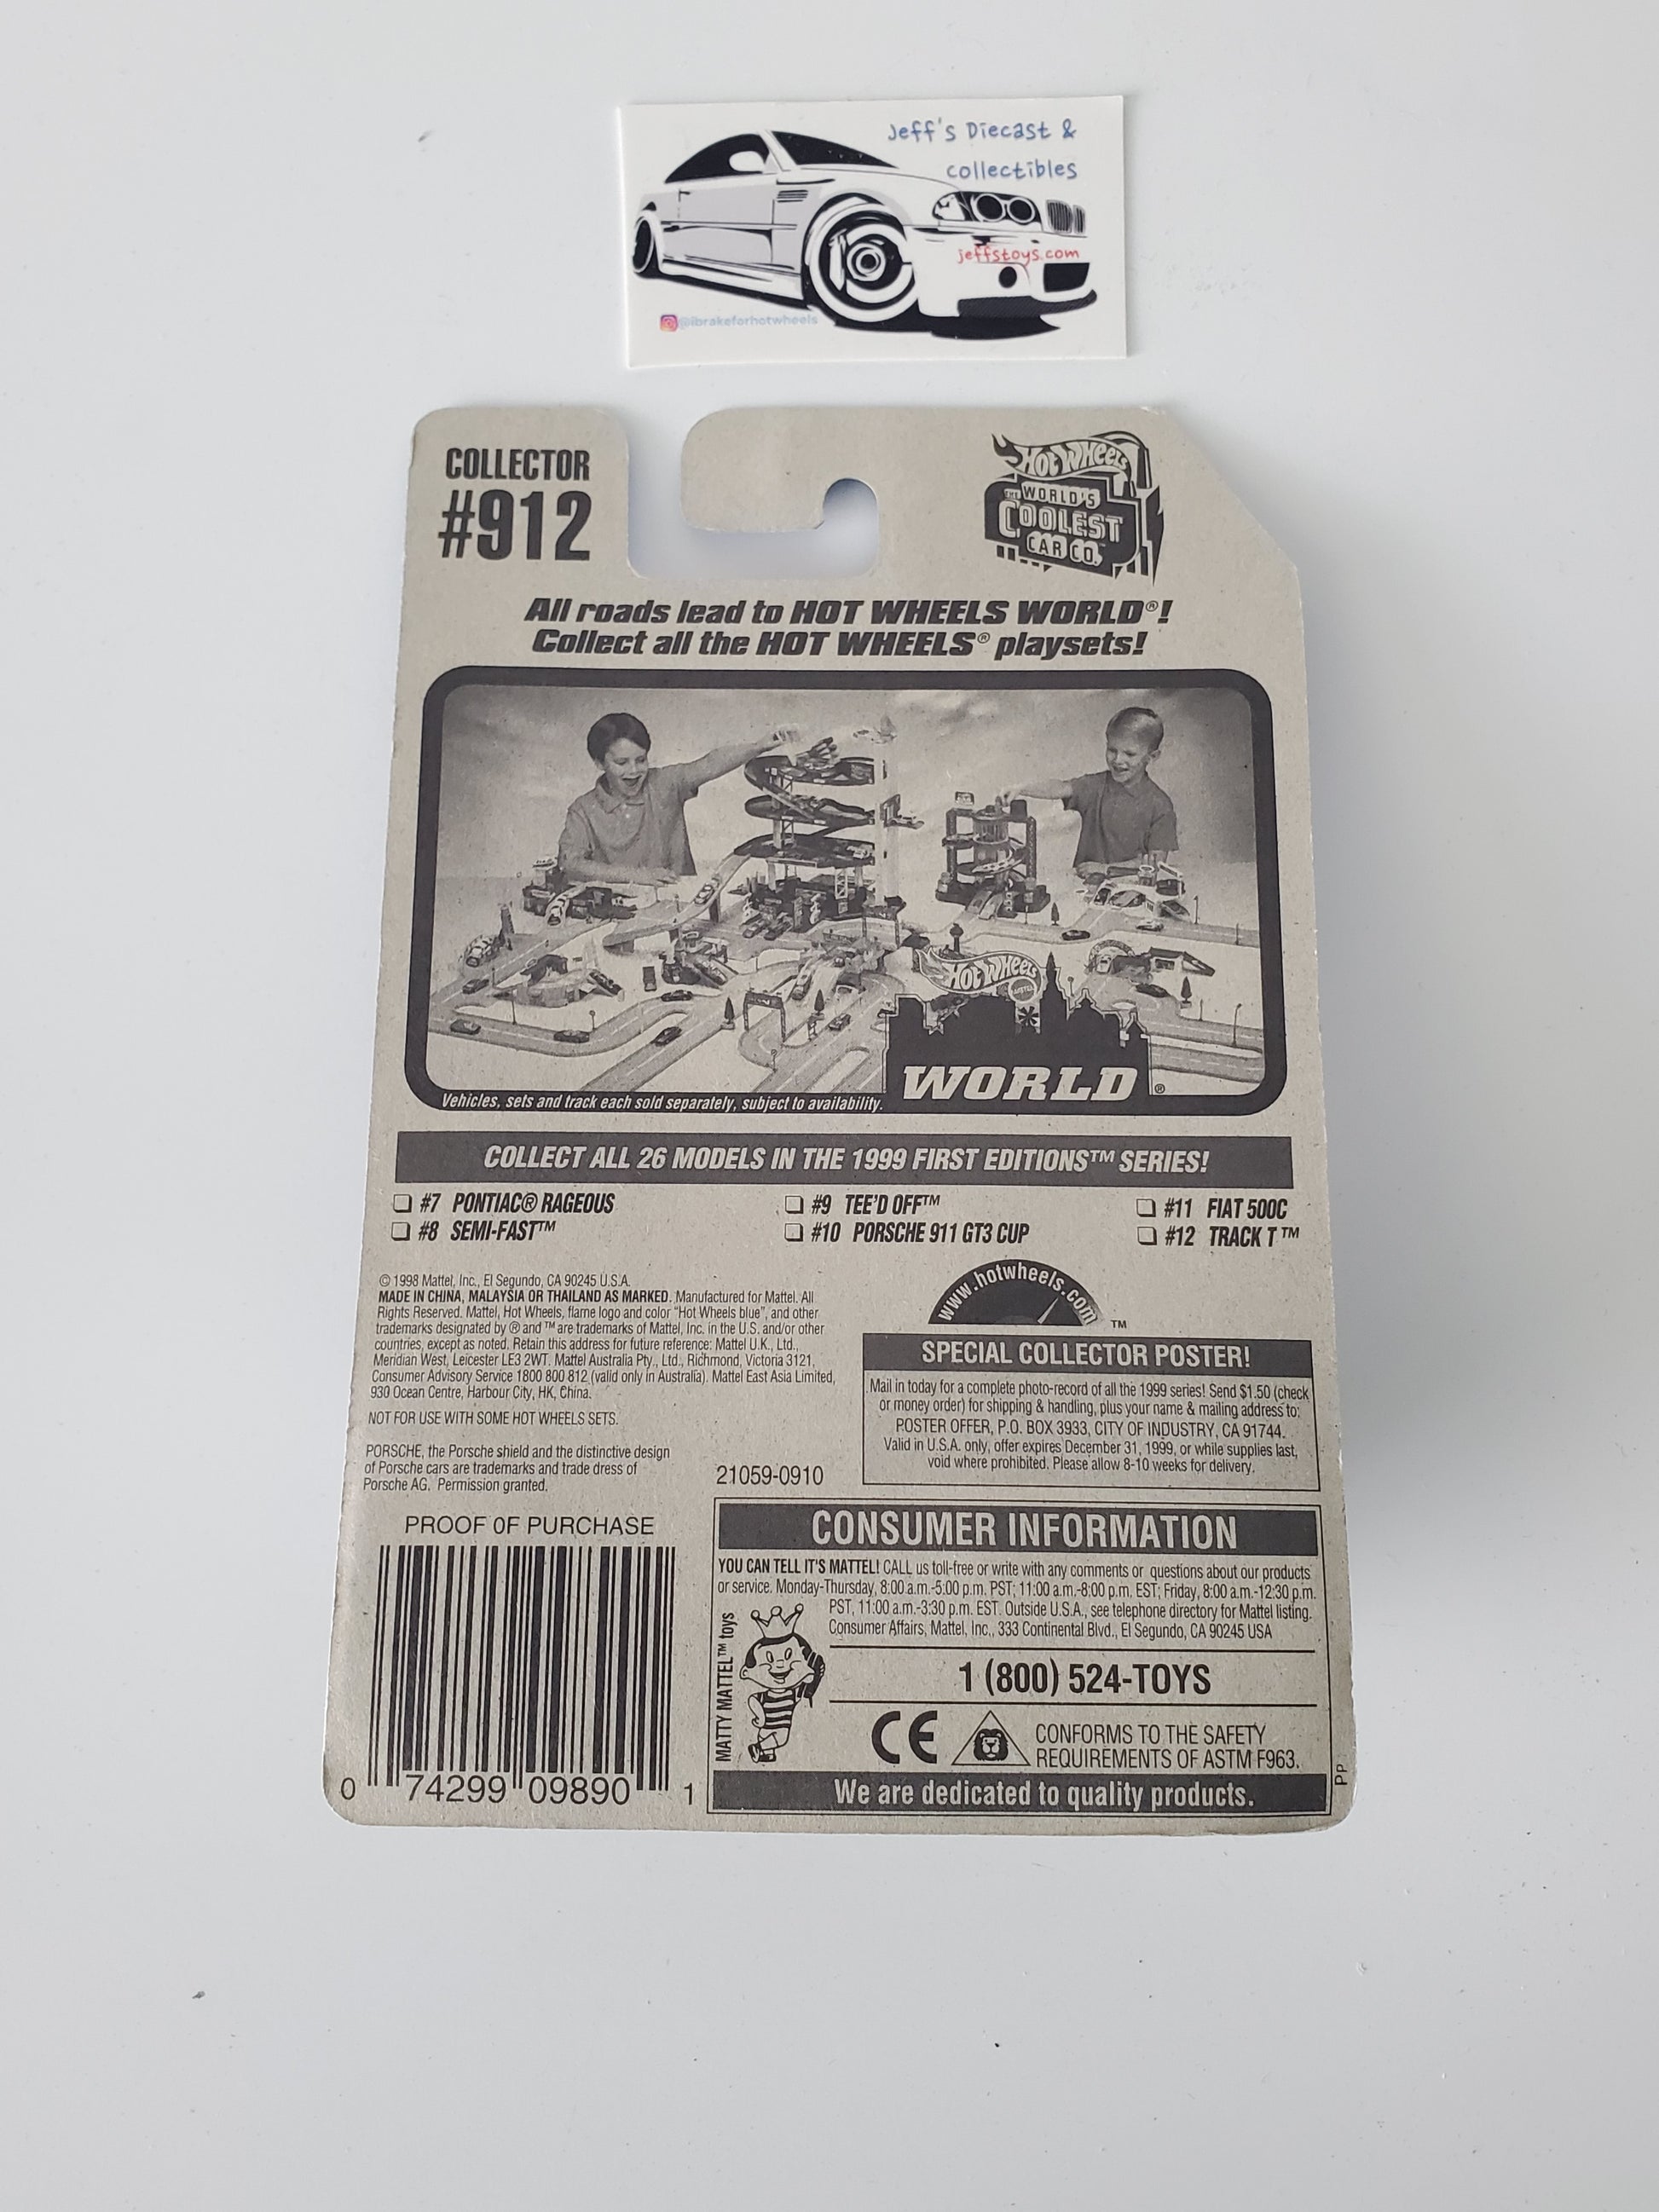 Jeff's Diecast &
collectibles
jeffstoys.com
@ibrakeforhotwheels
COLLECTOR
#912
HOT WHEELS
THE WORLD'S
COOLEST
CAR CO.™
All roads lead to HOT WHEELS WORLD®!
Collect all the HOT WHEELS® playsets!
HOT WHEELS
MATTEL
WORLD®
Vehicles, sets and track each sold separately, subject to availability.
COLLECT ALL 26 MODELS IN THE 1999 FIRST EDITIONS™ SERIES!
#7 PONTIAC® RAGEOUS
#8 SEMI-FAST™
#9 TEE'D OFF™
#10 PORSCHE 911 GT3 CUP
#11 FIAT 500C
#12 TRACK T™
© 1998 Mattel, Inc., El Segundo, CA 90245 U.S.A.
MADE IN CHINA, MALAYSIA OR THAILAND AS MARKED. Manufactured for Mattel. All
Rights Reserved. Mattel, Hot Wheels, flame logo and color "Hot Wheels blue", and other
trademarks designated by ® and ™ are trademarks of Mattel, Inc. in the U.S. and/or other
countries, except as noted. Retain this address for future reference: Mattel U.K., Ltd.,
Meridian West, Leicester LE3 2WT. Mattel Australia Pty., Ltd., Richmond, Victoria 3121,
Consumer Advisory Service 1800 800 812 (valid only in Australia). Mattel East Asia Limited,
930 Ocean Centre, Harbour City, HK, China.
NOT FOR USE WITH SOME HOT WHEELS SETS.
PORSCHE, the Porsche shield and the distinctive design
of Porsche cars are trademarks and trade dress of
Porsche AG. Permission granted.
21059-0910
www.hotwheels.com™
SPECIAL COLLECTOR POSTER!
Mail in today for a complete photo-record of all the 1999 series! Send $1.50 (check
or money order) for shipping & handling, plus your name & mailing address to:
POSTER OFFER, P.O. BOX 3933, CITY OF INDUSTRY, CA 91744.
Valid in U.S.A. only, offer expires December 31, 1999, or while supplies last,
void where prohibited. Please allow 8-10 weeks for delivery.
PROOF OF PURCHASE
0 74299 09890 1
CONSUMER INFORMATION
YOU CAN TELL IT'S MATTEL! CALL us toll-free or write with any comments or questions about our products
or service. Monday-Thursday, 8:00 a.m.-5:00 p.m. PST; 11:00 a.m.-8:00 p.m. EST; Friday, 8:00 a.m.-12:30 p.m.
PST, 11:00 a.m.-3:30 p.m. EST. Outside U.S.A., see telephone directory for Mattel listing.
Consumer Affairs, Mattel, Inc., 333 Continental Blvd., El Segundo, CA 90245 USA
MATTY MATTEL™ toys
1 (800) 524-TOYS
CE
CONFORMS TO THE SAFETY
REQUIREMENTS OF ASTM F963.
We are dedicated to quality products.
PP